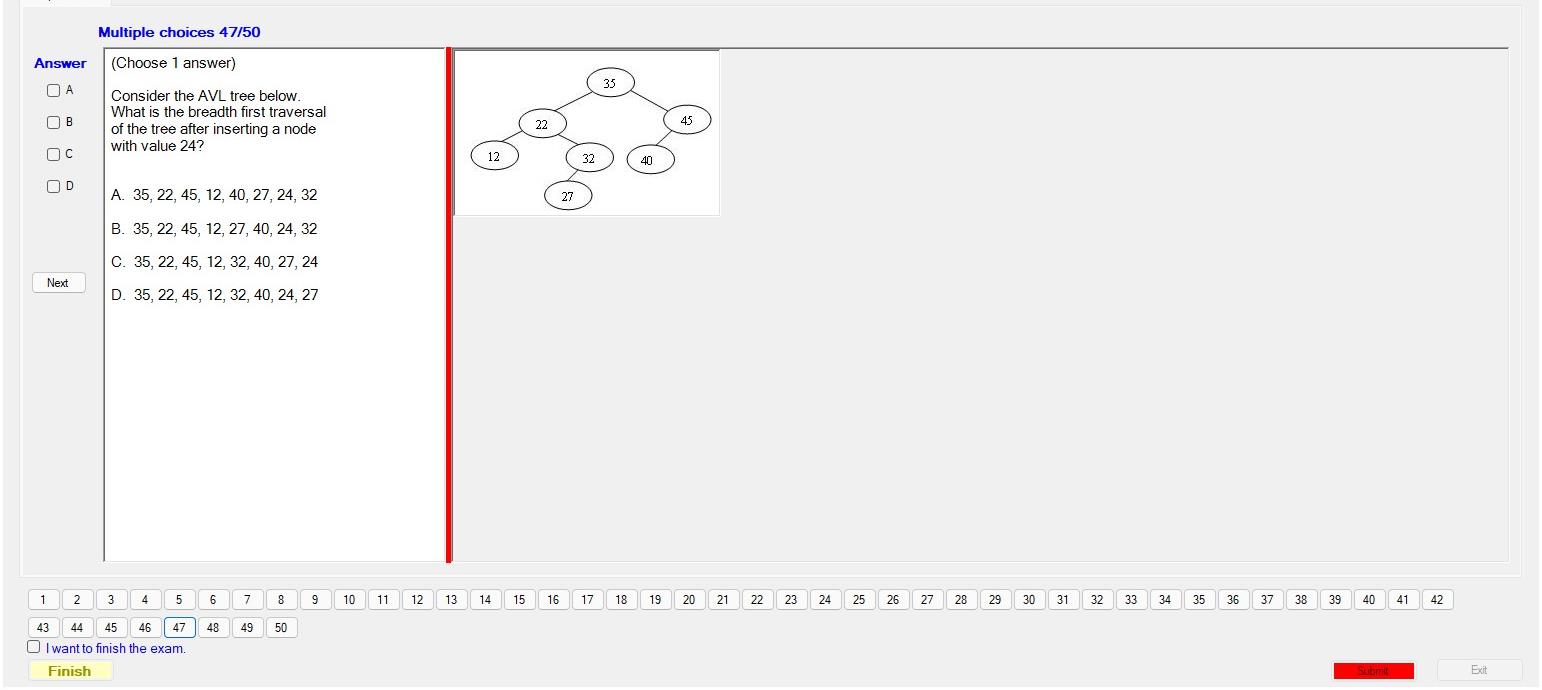 Multiple choices 47/50
Answer
A
B
C
D
Next
(Choose 1 answer)
Consider the AVL tree below.
What is the breadth first traversal
of the tree after inserting a node
with value 24?
A. 35, 22, 45, 12, 40, 27, 24, 32
B. 35, 22, 45, 12, 27, 40, 24, 32
C. 35, 22, 45, 12, 32, 40, 27, 24
D. 35, 22, 45, 12, 32, 40, 24, 27
35
22 45
12 32 40
27
1 2 3 4 5 6 7 8 9 10 11 12 13 14 15 16 17 18 19 20 21 22 23 24 25 26 27 28 29 30 31 32 33 34 35 36 37 38 39 40 41 42
43 44 45 46 47 48 49 50
I want to finish the exam.
Finish Submit Exit